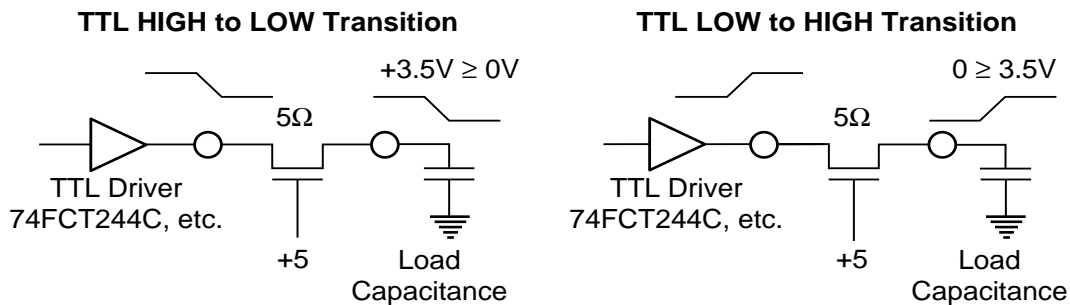 TTL HIGH to LOW Transition
+3.5V ≥ 0V
5Ω
TTL Driver
74FCT244C, etc.
+5
Load
Capacitance
TTL LOW to HIGH Transition
0 ≥ 3.5V
5Ω
TTL Driver
74FCT244C, etc.
+5
Load
Capacitance